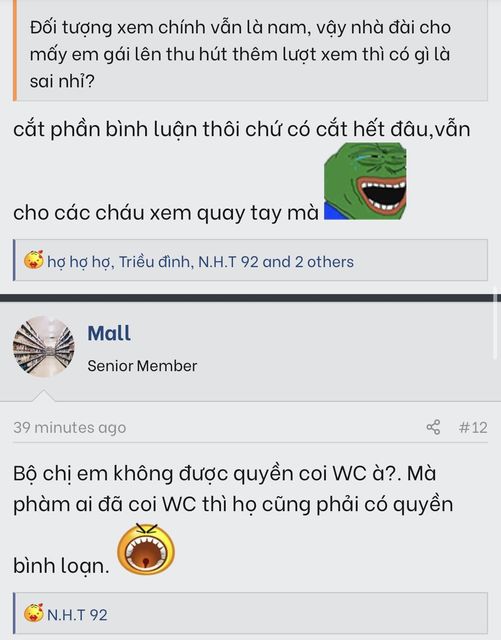 Đối tượng xem chính vẫn là nam, vậy nhà đài cho
mấy em gái lên thu hút thêm lượt xem thì có gì là
sai nhỉ?
cắt phần bình luận thôi chứ có cắt hết đâu,vẫn
cho các cháu xem quay tay mà
hợ hợ hợ, Triều đình, N.H.T 92 and 2 others
Mall
Senior Member
39 minutes ago
#12
Bộ chị em không được quyền coi WC à?. Mà
phàm ai đã coi WC thì họ cũng phải có quyền
bình loạn.
N.H.T 92